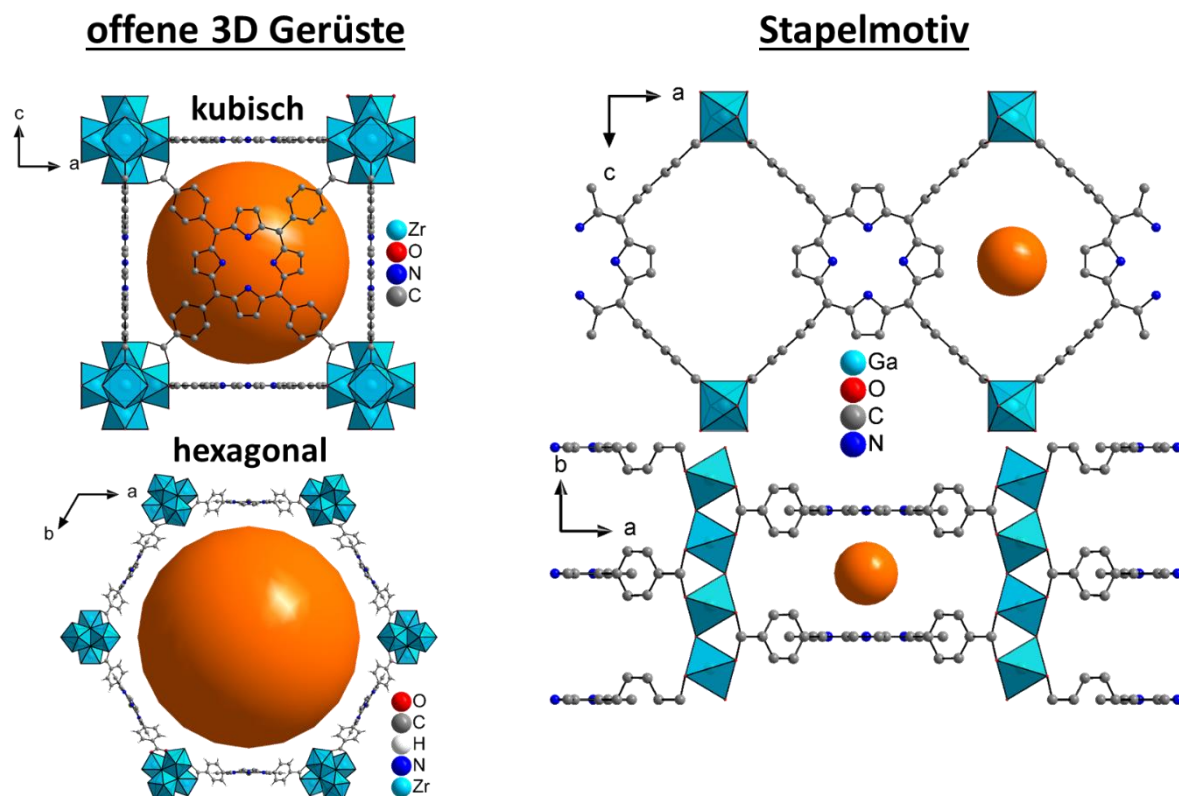 offene 3D Gerüste
kubisch
c
a
Zr
O
N
C
hexagonal
a
b
O
C
H
N
Zr
Stapelmotiv
a
c
Ga
O
C
N
b
a